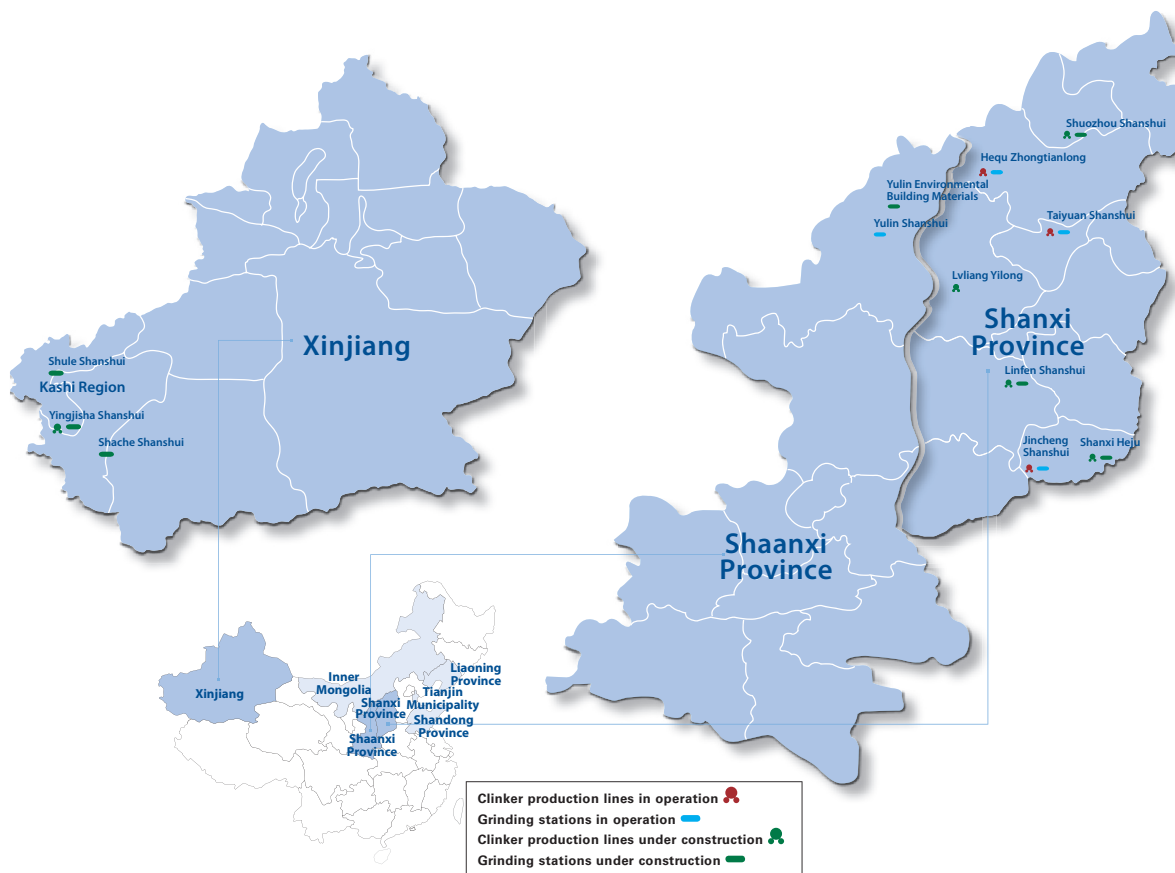 Shuozhou Shanshui
Hequ Zhongtianlong
Yulin Environmental
Building Materials
Taiyuan Shanshui
Yulin Shanshui
Lvliang Yilong
Shanxi
Province
Xinjiang
Shule Shanshui
Kashi Region
Linfen Shanshui
Yingjisha Shanshui
Shache Shanshui
Jincheng
Shanshui
Shanxi Heju
Shaanxi
Province
Inner
Mongolia
Liaoning
Province
Xinjiang
Tianjin
Municipality
Shanxi
Province
Shandong
Province
Shaanxi
Province
Clinker production lines in operation
Grinding stations in operation
Clinker production lines under construction
Grinding stations under construction